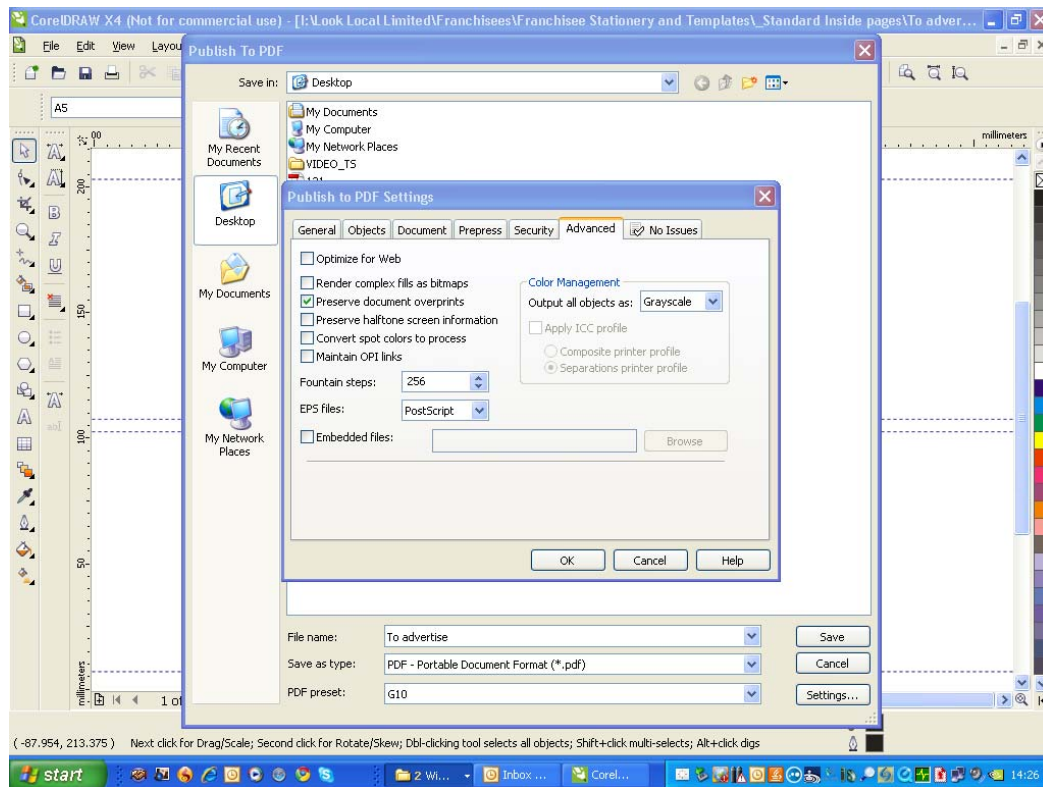 CorelDRAW X4 (Not for commercial use) - [I:\Look Local Limited\Franchisees\Franchisee Stationery and Templates\_Standard Inside pages\To adver...
File Edit View Layou
Publish To PDF
Save in: Desktop
A5
My Recent Documents
Desktop
My Documents
My Computer
My Network Places
My Documents
My Computer
My Network Places
VIDEO_TS
millimeters
Publish to PDF Settings
General Objects Document Prepress Security Advanced No Issues
Optimize for Web
Render complex fills as bitmaps
Preserve document overprints
Preserve halftone screen information
Convert spot colors to process
Maintain OPI links
Fountain steps: 256
EPS files: PostScript
Embedded files: Browse
Color Management
Output all objects as: Grayscale
Apply ICC profile
Composite printer profile
Separations printer profile
OK Cancel Help
File name: To advertise Save
Save as type: PDF - Portable Document Format (*.pdf) Cancel
PDF preset: G10 Settings...
200
150
100
50
millimeters
1 of
( -87.954, 213.375 ) Next click for Drag/Scale; Second click for Rotate/Skew; Dbl-clicking tool selects all objects; Shift+click multi-selects; Alt+click digs
start 2 Wi... Inbox ... Corel... 14:26